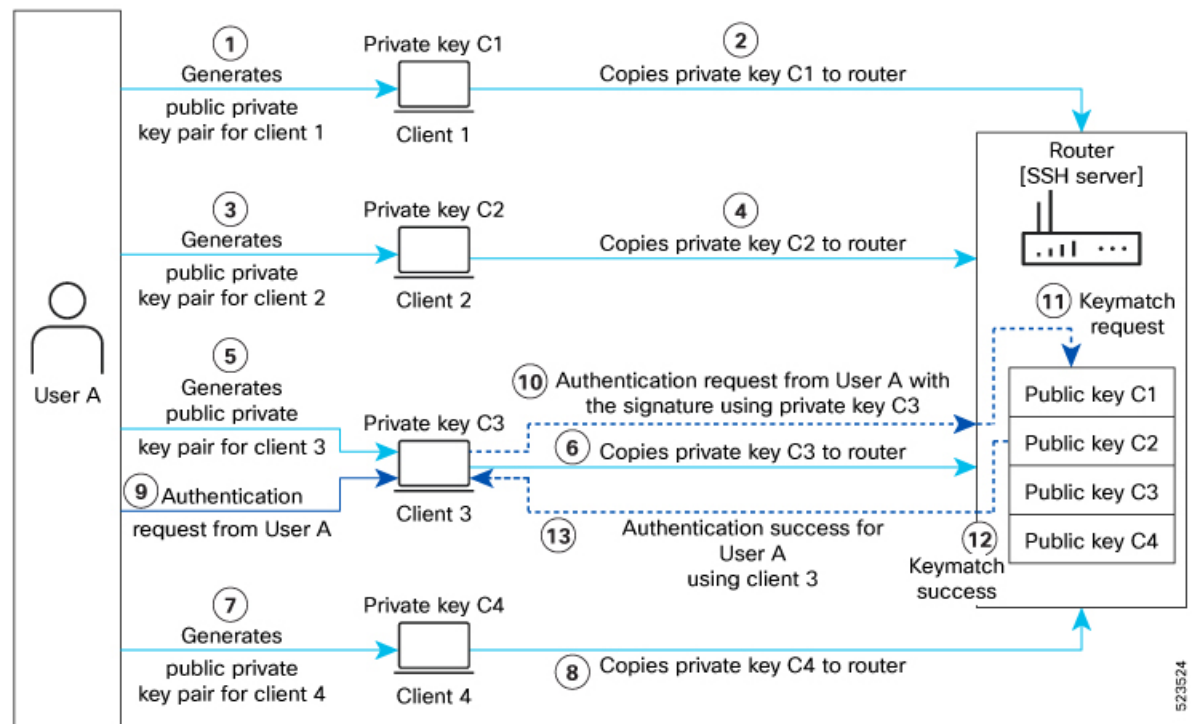 1
Generates
public private
key pair for client 1
Private key C1
Client 1
2
Copies private key C1 to router
Router
[SSH server]
3
Generates
public private
key pair for client 2
Private key C2
Client 2
4
Copies private key C2 to router
User A
5
Generates
public private
key pair for client 3
Private key C3
Client 3
10 Authentication request from User A with
the signature using private key C3
6 Copies private key C3 to router
11 Keymatch
request
Public key C1
Public key C2
Public key C3
Public key C4
9 Authentication
request from User A
13
Authentication success for
User A
using client 3
12
Keymatch
success
7
Generates
public private
key pair for client 4
Private key C4
Client 4
8 Copies private key C4 to router
523524